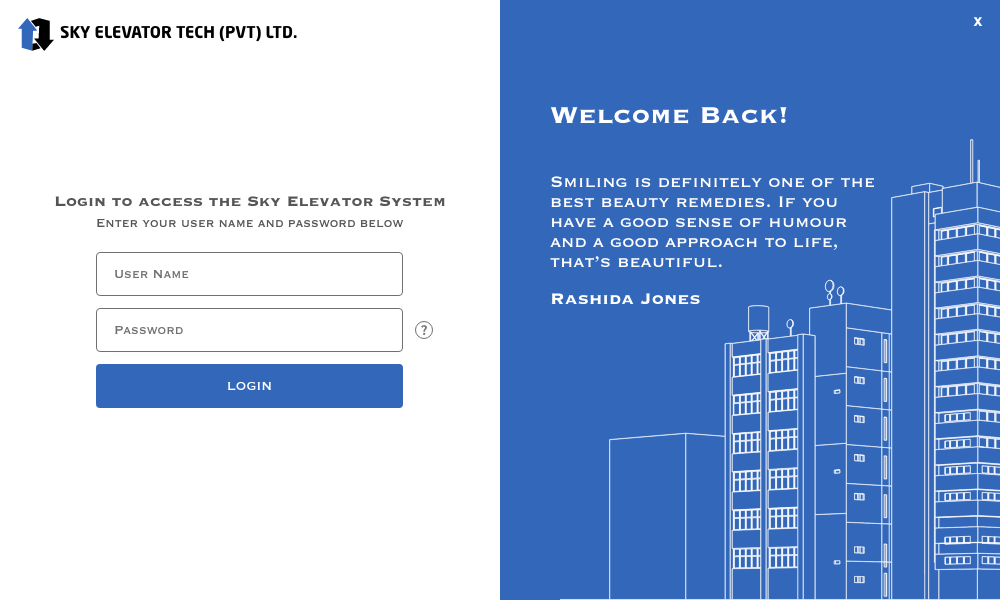 SKY ELEVATOR TECH (PVT) LTD.
x
Welcome Back!
Smiling is definitely one of the
best beauty remedies. If you
have a good sense of humour
and a good approach to life,
that’s beautiful.
Rashida Jones
Login to access the Sky Elevator System
Enter your user name and password below
User Name
Password
?
LOGIN